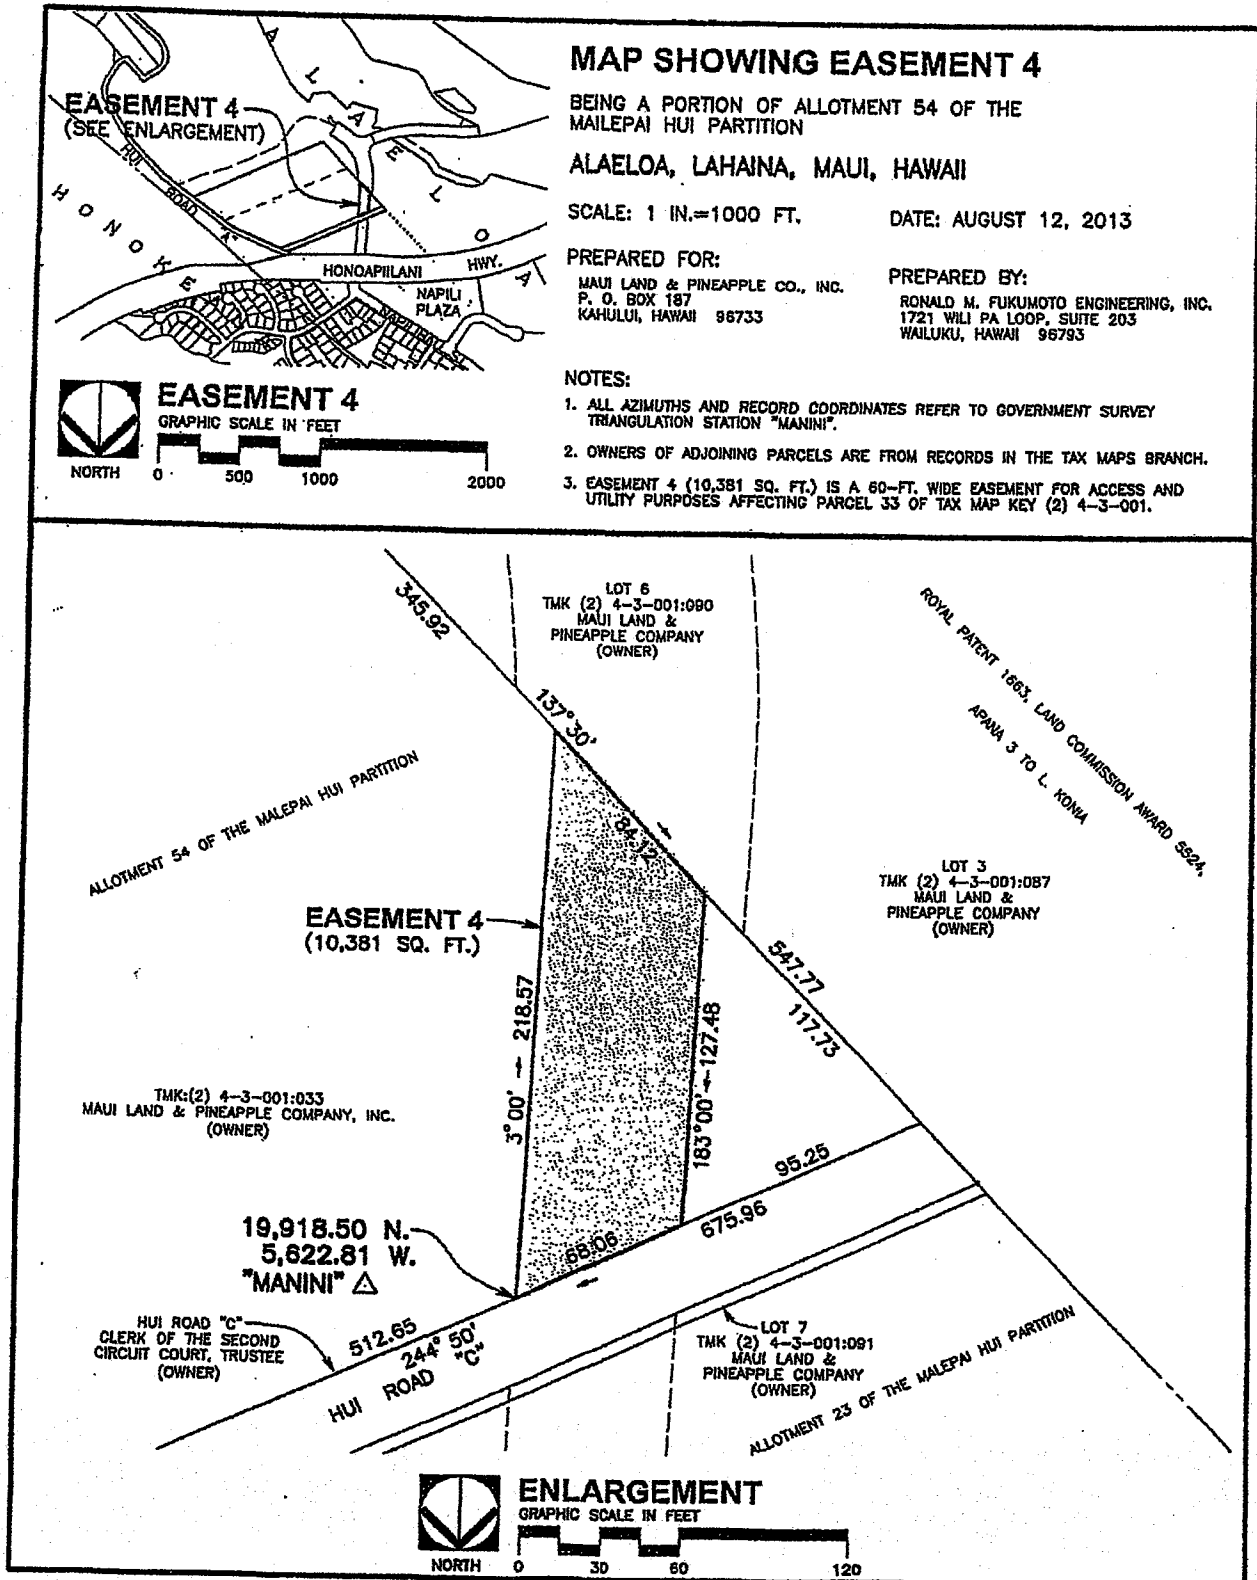 MAP SHOWING EASEMENT 4
BEING A PORTION OF ALLOTMENT 54 OF THE
MAILEPAI HUI PARTITION
ALAELOA, LAHAINA, MAUI, HAWAII
SCALE: 1 IN.=1000 FT.
DATE: AUGUST 12, 2013
PREPARED FOR:
MAUI LAND & PINEAPPLE CO., INC.
P. O. BOX 187
KAHULUI, HAWAII 96733
PREPARED BY:
RONALD M. FUKUMOTO ENGINEERING, INC.
1721 WILI PA LOOP, SUITE 203
WAILUKU, HAWAII 96793
NOTES:
1. ALL AZIMUTHS AND RECORD COORDINATES REFER TO GOVERNMENT SURVEY
TRIANGULATION STATION "MANINI".
2. OWNERS OF ADJOINING PARCELS ARE FROM RECORDS IN THE TAX MAPS BRANCH.
3. EASEMENT 4 (10,381 SQ. FT.) IS A 60-FT. WIDE EASEMENT FOR ACCESS AND
UTILITY PURPOSES AFFECTING PARCEL 33 OF TAX MAP KEY (2) 4-3-001.
EASEMENT 4
(SEE ENLARGEMENT)
ALAELOA
HUI ROAD "A"
HONOKE
HONOAPIILANI HWY.
NAPILI
PLAZA
EASEMENT 4
GRAPHIC SCALE IN FEET
NORTH
0 500 1000 2000
345.92
LOT 6
TMK (2) 4-3-001:090
MAUI LAND &
PINEAPPLE COMPANY
(OWNER)
137°30'
ROYAL PATENT 1663, LAND COMMISSION AWARD 5524,
APANA 3 TO L. KONIA
ALLOTMENT 54 OF THE MALEPAI HUI PARTITION
84.12
LOT 3
TMK (2) 4-3-001:087
MAUI LAND &
PINEAPPLE COMPANY
(OWNER)
EASEMENT 4
(10,381 SQ. FT.)
547.77
117.73
3°00' 218.57
183°00' 127.48
TMK:(2) 4-3-001:033
MAUI LAND & PINEAPPLE COMPANY, INC.
(OWNER)
95.25
675.96
68.06
19,918.50 N.
5,622.81 W.
"MANINI"
HUI ROAD "C"
CLERK OF THE SECOND
CIRCUIT COURT, TRUSTEE
(OWNER)
512.65
244° 50'
HUI ROAD "C"
LOT 7
TMK (2) 4-3-001:091
MAUI LAND &
PINEAPPLE COMPANY
(OWNER)
ALLOTMENT 23 OF THE MALEPAI HUI PARTITION
ENLARGEMENT
GRAPHIC SCALE IN FEET
NORTH
0 30 60 120